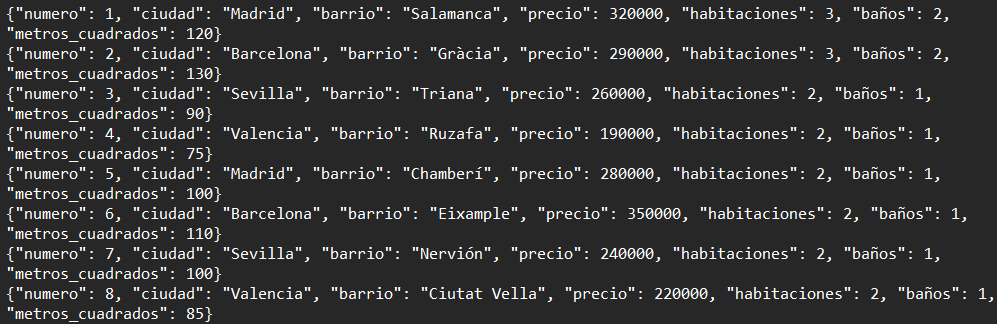 {"numero": 1, "ciudad": "Madrid", "barrio": "Salamanca", "precio": 320000, "habitaciones": 3, "baños": 2,
"metros_cuadrados": 120}
{"numero": 2, "ciudad": "Barcelona", "barrio": "Gràcia", "precio": 290000, "habitaciones": 3, "baños": 2,
"metros_cuadrados": 130}
{"numero": 3, "ciudad": "Sevilla", "barrio": "Triana", "precio": 260000, "habitaciones": 2, "baños": 1,
"metros_cuadrados": 90}
{"numero": 4, "ciudad": "Valencia", "barrio": "Ruzafa", "precio": 190000, "habitaciones": 2, "baños": 1,
"metros_cuadrados": 75}
{"numero": 5, "ciudad": "Madrid", "barrio": "Chamberí", "precio": 280000, "habitaciones": 2, "baños": 1,
"metros_cuadrados": 100}
{"numero": 6, "ciudad": "Barcelona", "barrio": "Eixample", "precio": 350000, "habitaciones": 2, "baños": 1,
"metros_cuadrados": 110}
{"numero": 7, "ciudad": "Sevilla", "barrio": "Nervión", "precio": 240000, "habitaciones": 2, "baños": 1,
"metros_cuadrados": 100}
{"numero": 8, "ciudad": "Valencia", "barrio": "Ciutat Vella", "precio": 220000, "habitaciones": 2, "baños": 1,
"metros_cuadrados": 85}